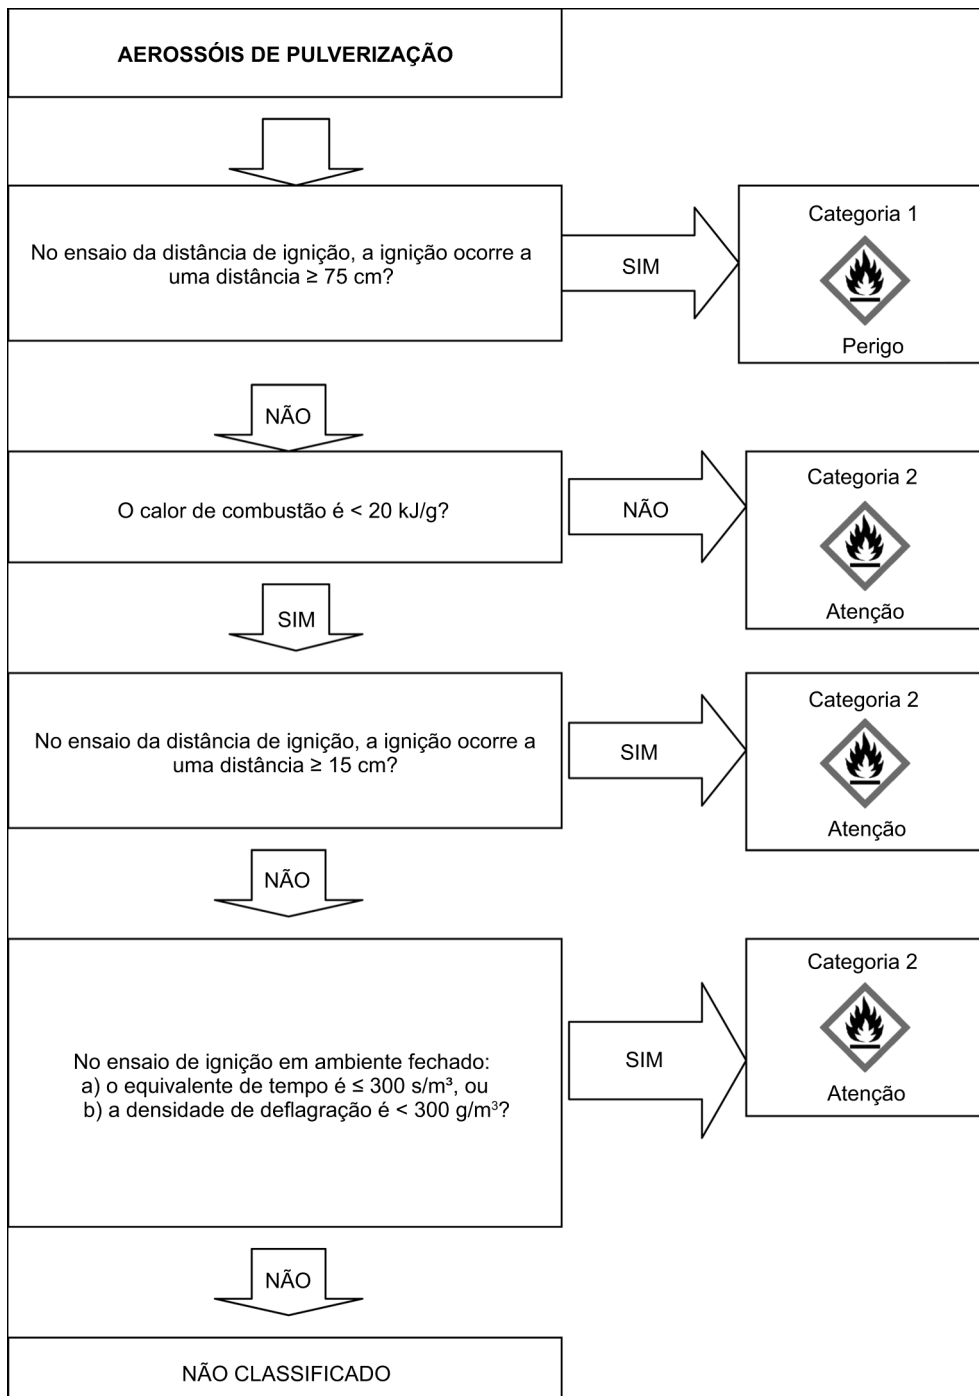 AEROSSÓIS DE PULVERIZAÇÃO
No ensaio da distância de ignição, a ignição ocorre a
uma distância ≥ 75 cm?
SIM
Categoria 1
Perigo
NÃO
O calor de combustão é < 20 kJ/g?
NÃO
Categoria 2
Atenção
SIM
No ensaio da distância de ignição, a ignição ocorre a
uma distância ≥ 15 cm?
SIM
Categoria 2
Atenção
NÃO
No ensaio de ignição em ambiente fechado:
a) o equivalente de tempo é ≤ 300 s/m³, ou
b) a densidade de deflagração é < 300 g/m³?
SIM
Categoria 2
Atenção
NÃO
NÃO CLASSIFICADO